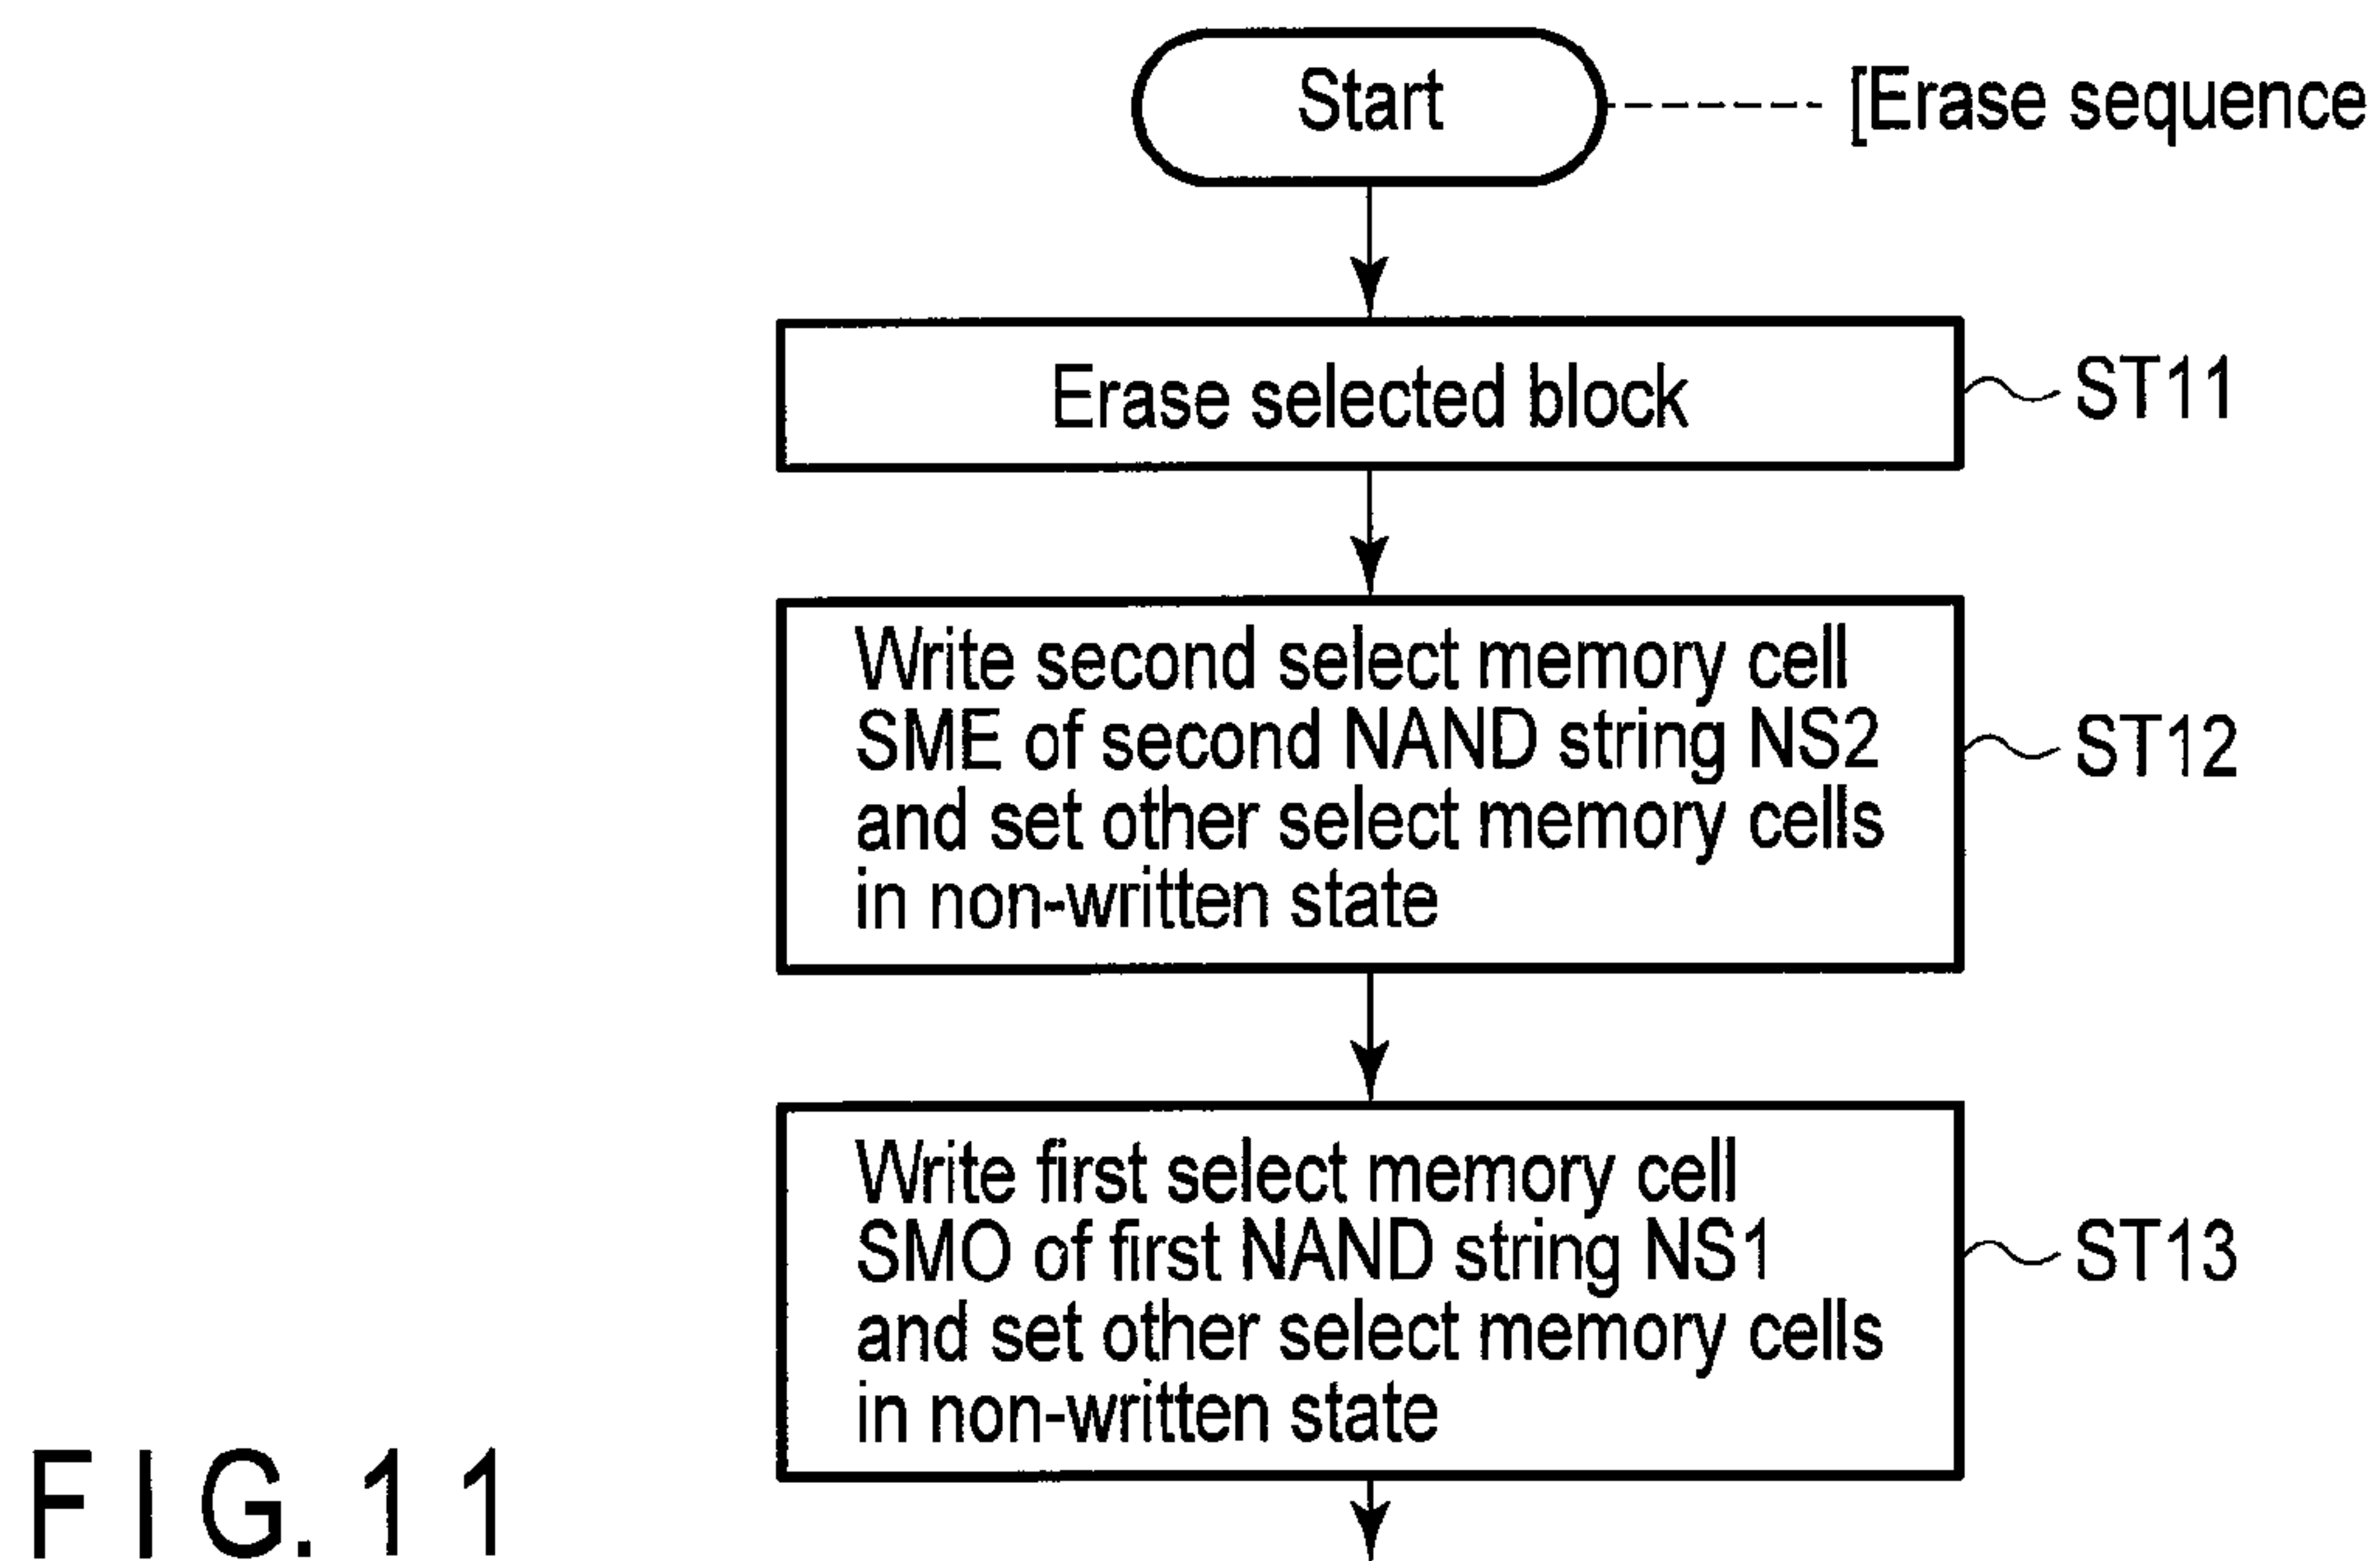 Start
[Erase sequence
Erase selected block
ST11
Write second select memory cell
SME of second NAND string NS2
and set other select memory cells
in non-written state
ST12
Write first select memory cell
SMO of first NAND string NS1
and set other select memory cells
in non-written state
ST13
FIG. 11